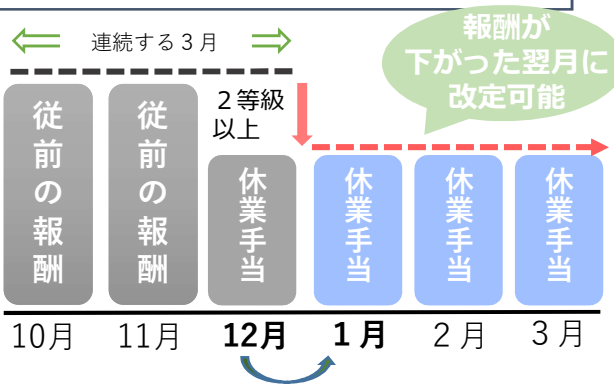 連続する３月
報酬が
下がった翌月に
改定可能
２等級
以上
従前の報酬
従前の報酬
休業手当
休業手当
休業手当
休業手当
10月
11月
12月
１月
２月
３月